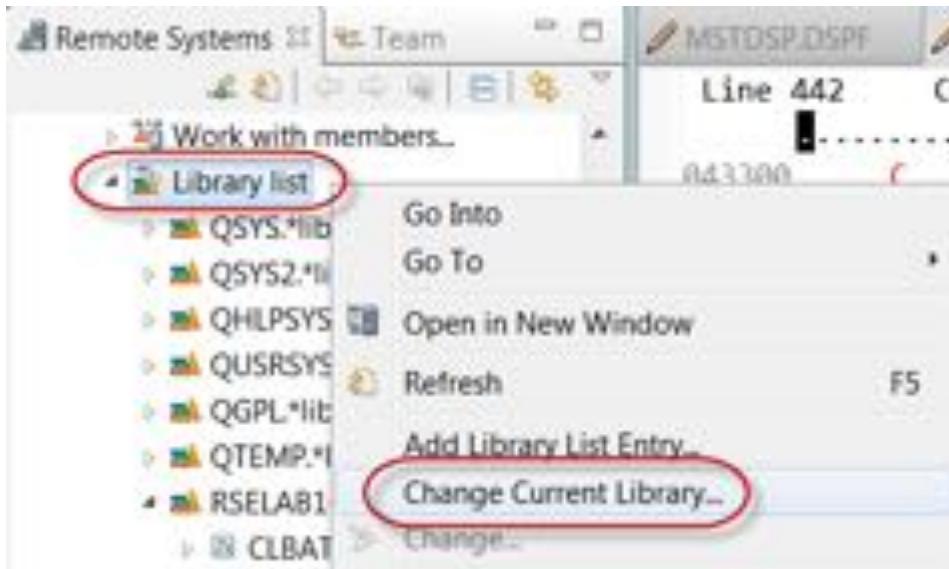 Remote Systems Team
MSTDSP.DSPF
Line 442 C
Work with members...
043300 C
Library list
QSYS.*lib
QSYS2.*li
QHLPSYS
QUSRSYS
QGPL.*lib
QTEMP.*l
RSELAB1
CLBAT
Go Into
Go To
Open in New Window
Refresh F5
Add Library List Entry...
Change Current Library...
Change...